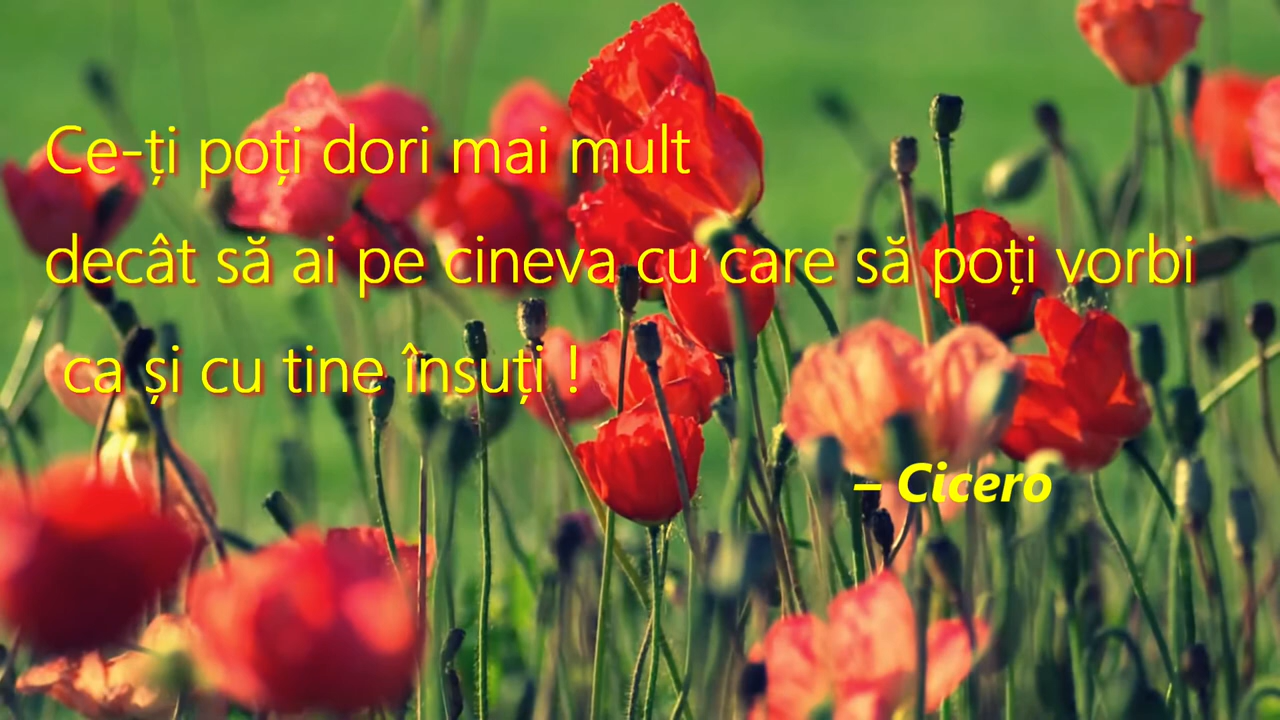 Ce-ți poți dori mai mult
decât să ai pe cineva cu care să poți vorbi
ca și cu tine însuți !
– Cicero